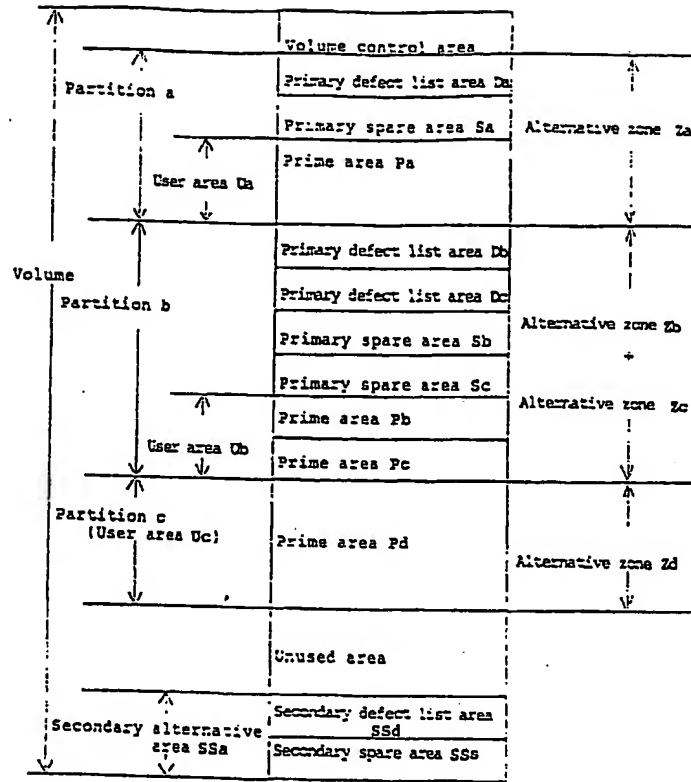 Volume control area
Primary defect list area Da
Partition a
Primary spare area Sa
Alternative zone Za
Prime area Pa
User area Ua
Primary defect list area Db
Volume
Primary defect list area Dc
Partition b
Alternative zone Zb
Primary spare area Sb
+
Primary spare area Sc
Alternative zone Zc
Prime area Pb
User area Ub
Prime area Pc
Partition c
(User area Uc)
Prime area Pd
Alternative zone Zd
Unused area
Secondary defect list area
SSd
Secondary alternative
area SSa
Secondary spare area SSs